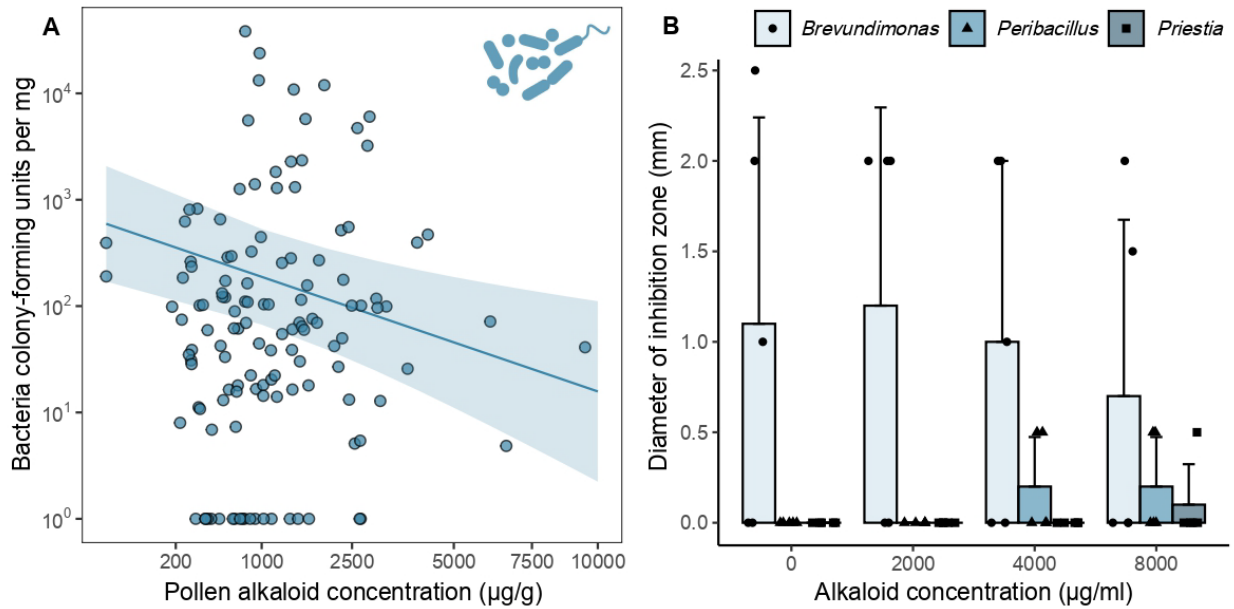 A
Bacteria colony-forming units per mg
10⁴
10³
10²
10¹
10⁰
200 1000 2500 5000 7500 10000
Pollen alkaloid concentration (µg/g)
B
Brevundimonas Peribacillus Priestia
Diameter of inhibition zone (mm)
2.5
2.0
1.5
1.0
0.5
0.0
0 2000 4000 8000
Alkaloid concentration (µg/ml)